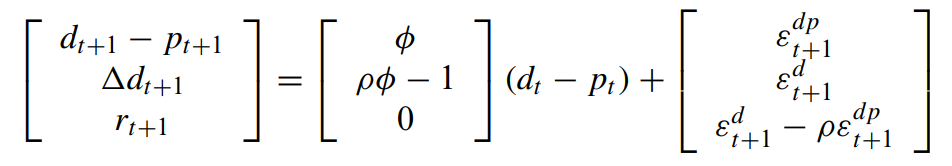 [ d_{t+1} − p_{t+1} ] = [ ϕ ] (d_t − p_t) + [ ε^{dp}_{t+1} ]
[ Δd_{t+1} ] [ ρϕ − 1 ] [ ε^{d}_{t+1} ]
[ r_{t+1} ] [ 0 ] [ ε^{d}_{t+1} − ρε^{dp}_{t+1} ]